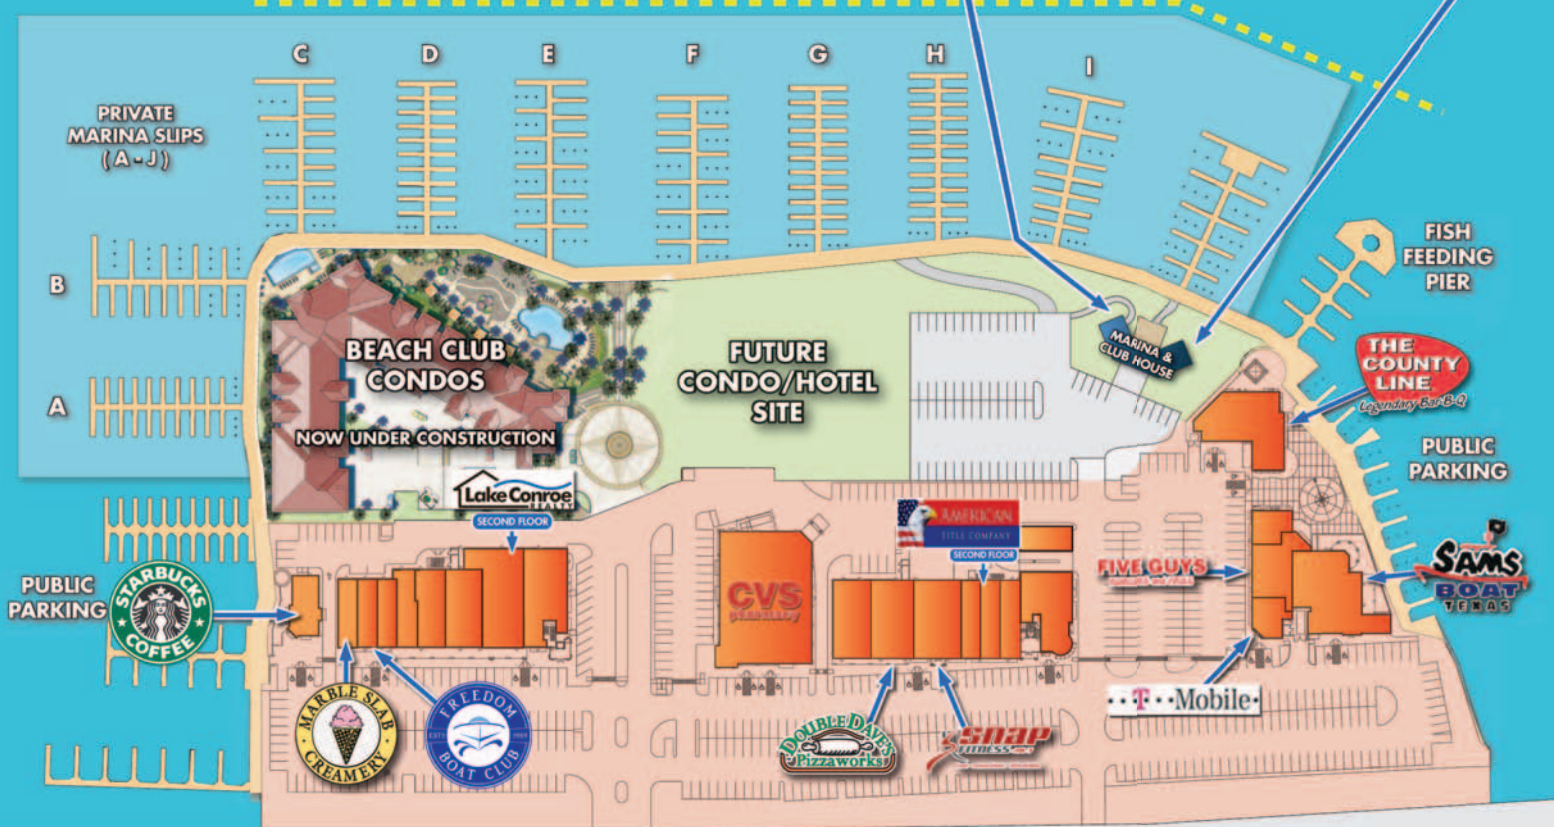 C
D
E
F
G
H
I
PRIVATE
MARINA SLIPS
( A - J )
B
A
FISH
FEEDING
PIER
BEACH CLUB
CONDOS
NOW UNDER CONSTRUCTION
FUTURE
CONDO/HOTEL
SITE
MARINA &
CLUB HOUSE
THE
COUNTY
LINE
Legendary Bar-B-Q
PUBLIC
PARKING
Lake Conroe
REALTY
SECOND FLOOR
AMERICAN
TITLE COMPANY
SECOND FLOOR
PUBLIC
PARKING
STARBUCKS
COFFEE
CVS
pharmacy
FIVE GUYS
SAMS
BOAT
TEXAS
T··Mobile·
MARBLE SLAB
CREAMERY
FREEDOM
BOAT CLUB
DOUBLE DAVE'S
Pizzaworks
SNAP
FITNESS